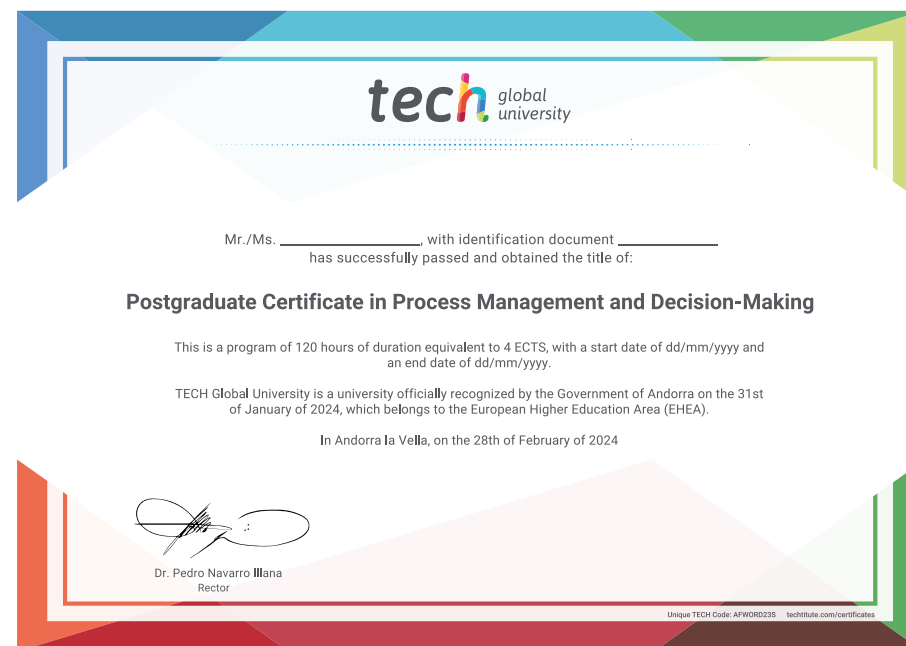 tech global
university
Mr./Ms. ____________________, with identification document ______________
has successfully passed and obtained the title of:
Postgraduate Certificate in Process Management and Decision-Making
This is a program of 120 hours of duration equivalent to 4 ECTS, with a start date of dd/mm/yyyy and
an end date of dd/mm/yyyy.
TECH Global University is a university officially recognized by the Government of Andorra on the 31st
of January of 2024, which belongs to the European Higher Education Area (EHEA).
In Andorra la Vella, on the 28th of February of 2024
Dr. Pedro Navarro Illana
Rector
Unique TECH Code: AFWORD23S techtitute.com/certificates